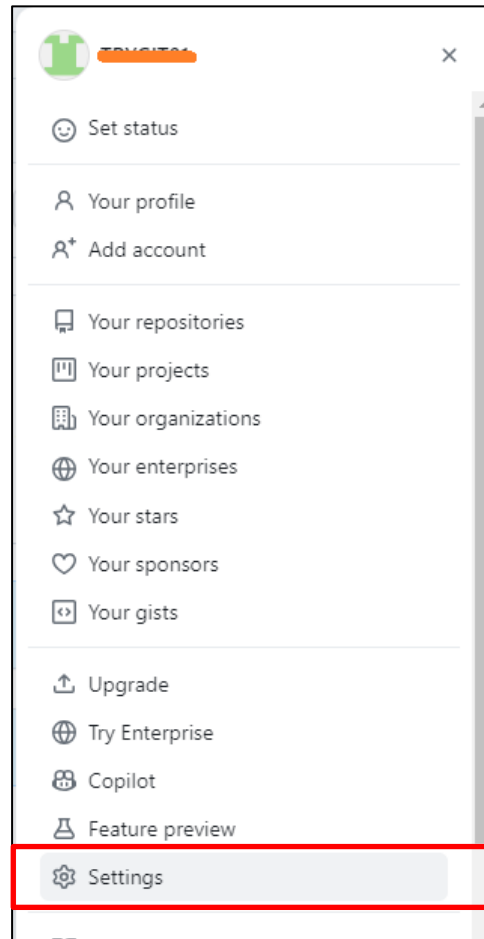 Set status
Your profile
Add account
Your repositories
Your projects
Your organizations
Your enterprises
Your stars
Your sponsors
Your gists
Upgrade
Try Enterprise
Copilot
Feature preview
Settings